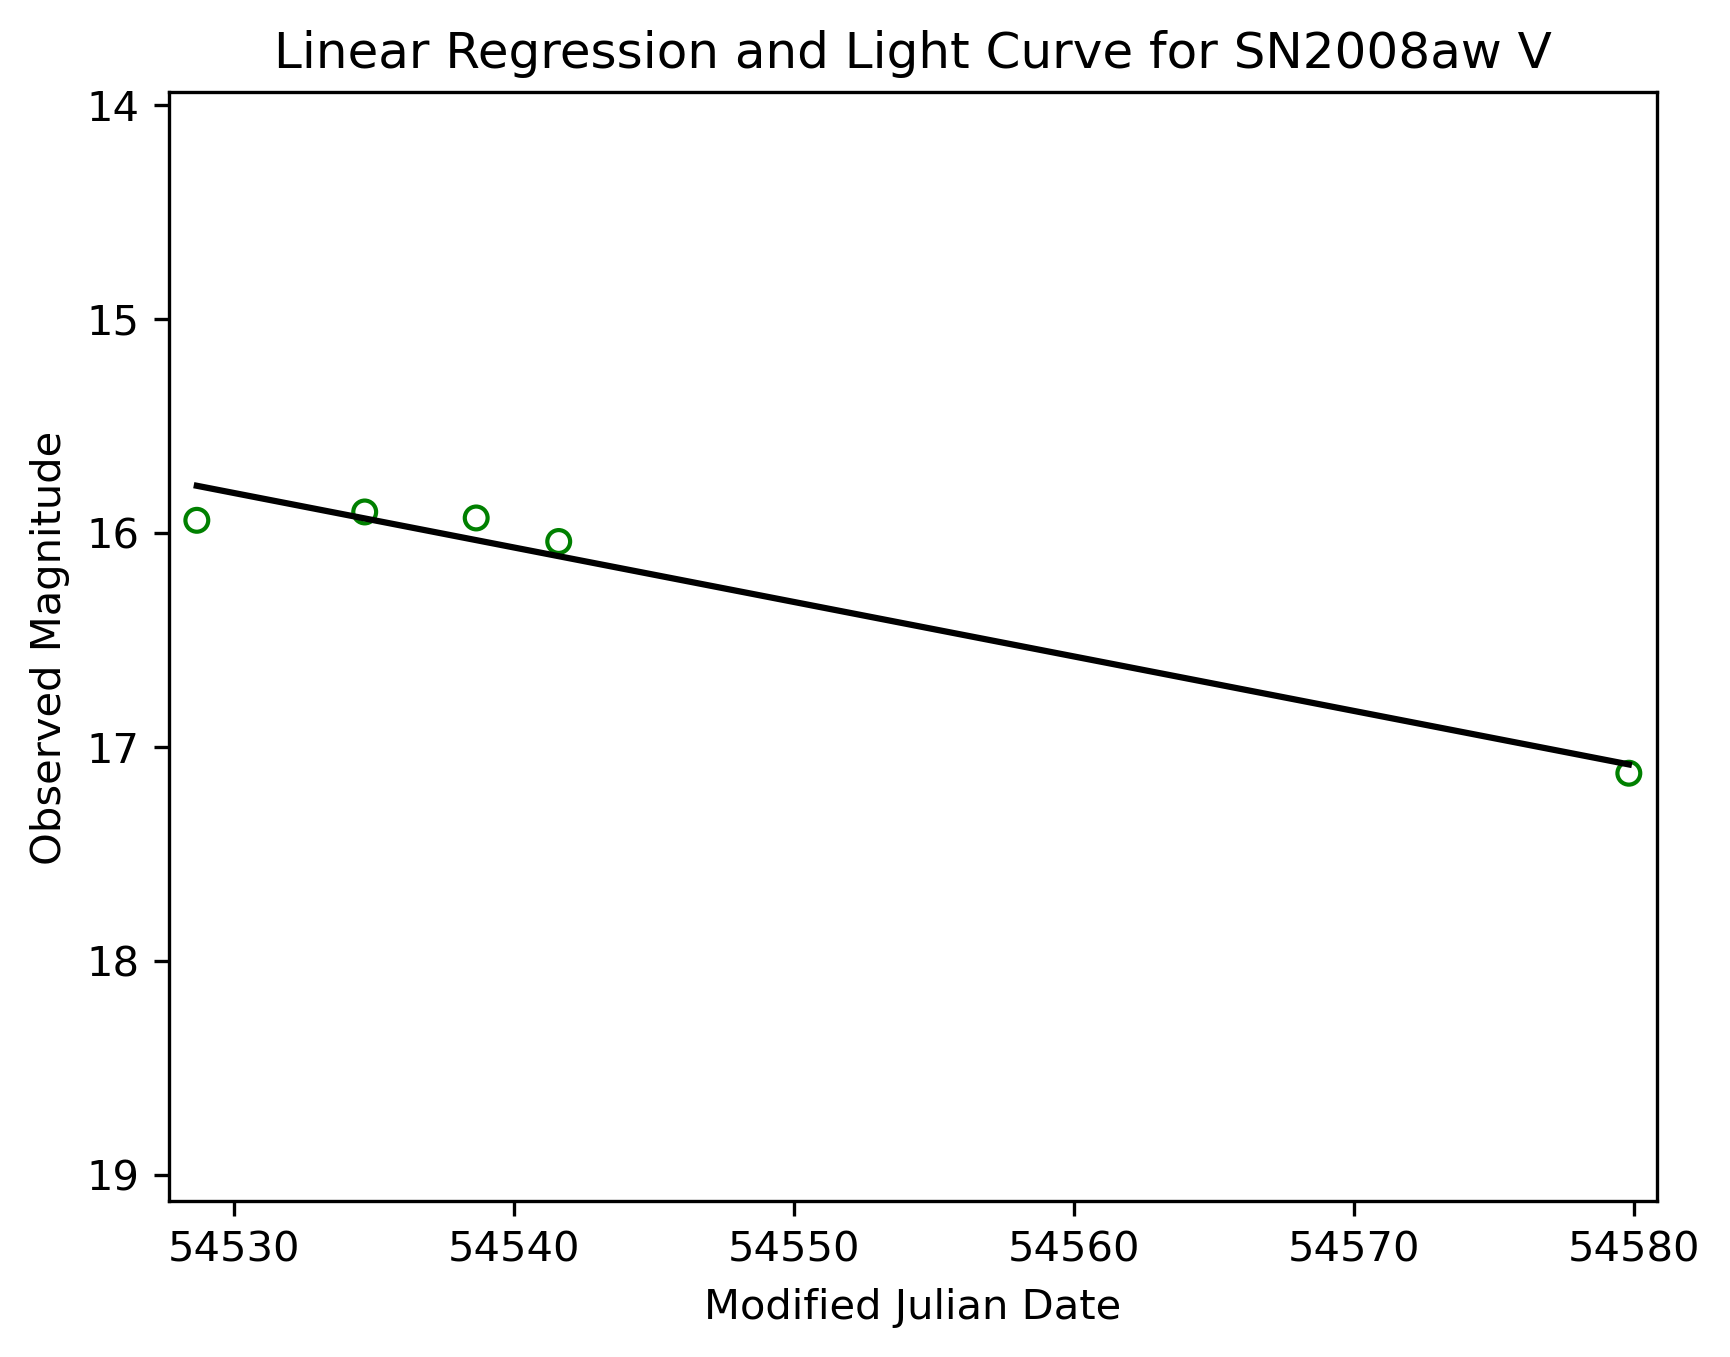 Linear Regression and Light Curve for SN2008aw V
14
15
16
17
18
19
Observed Magnitude
54530 54540 54550 54560 54570 54580
Modified Julian Date